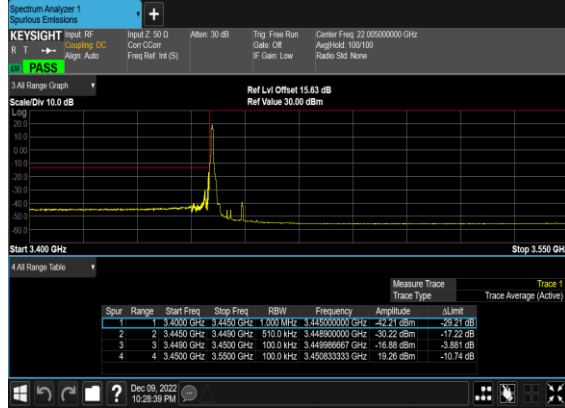 Spectrum Analyzer 1
Spurious Emissions
+
KEYSIGHT Input: RF Input Z: 50 Ω Atten: 30 dB Trig: Free Run Center Freq: 22.005000000 GHz
R T Coupling: DC Corr CCorr Gate: Off Avg|Hold: 100/100
Align: Auto Freq Ref: Int (S) IF Gain: Low Radio Std: None
PASS
3 All Range Graph
Ref Lvl Offset 15.63 dB
Scale/Div 10.0 dB Ref Value 30.00 dBm
Log
20.0
10.0
0.00
-10.0
-20.0
-30.0
-40.0
-50.0
-60.0
Start 3.400 GHz Stop 3.550 GH
4 All Range Table
Measure Trace Trace 1
Trace Type Trace Average (Active)
Spur Range Start Freq Stop Freq RBW Frequency Amplitude ΔLimit
1 1 3.4000 GHz 3.4450 GHz 1.000 MHz 3.445000000 GHz -42.21 dBm -29.21 dB
2 2 3.4450 GHz 3.4490 GHz 510.0 kHz 3.448900000 GHz -30.22 dBm -17.22 dB
3 3 3.4490 GHz 3.4500 GHz 100.0 kHz 3.449986667 GHz -16.88 dBm -3.881 dB
4 4 3.4500 GHz 3.5500 GHz 100.0 kHz 3.450833333 GHz 19.26 dBm -10.74 dB
? Dec 09, 2022
10:28:39 PM